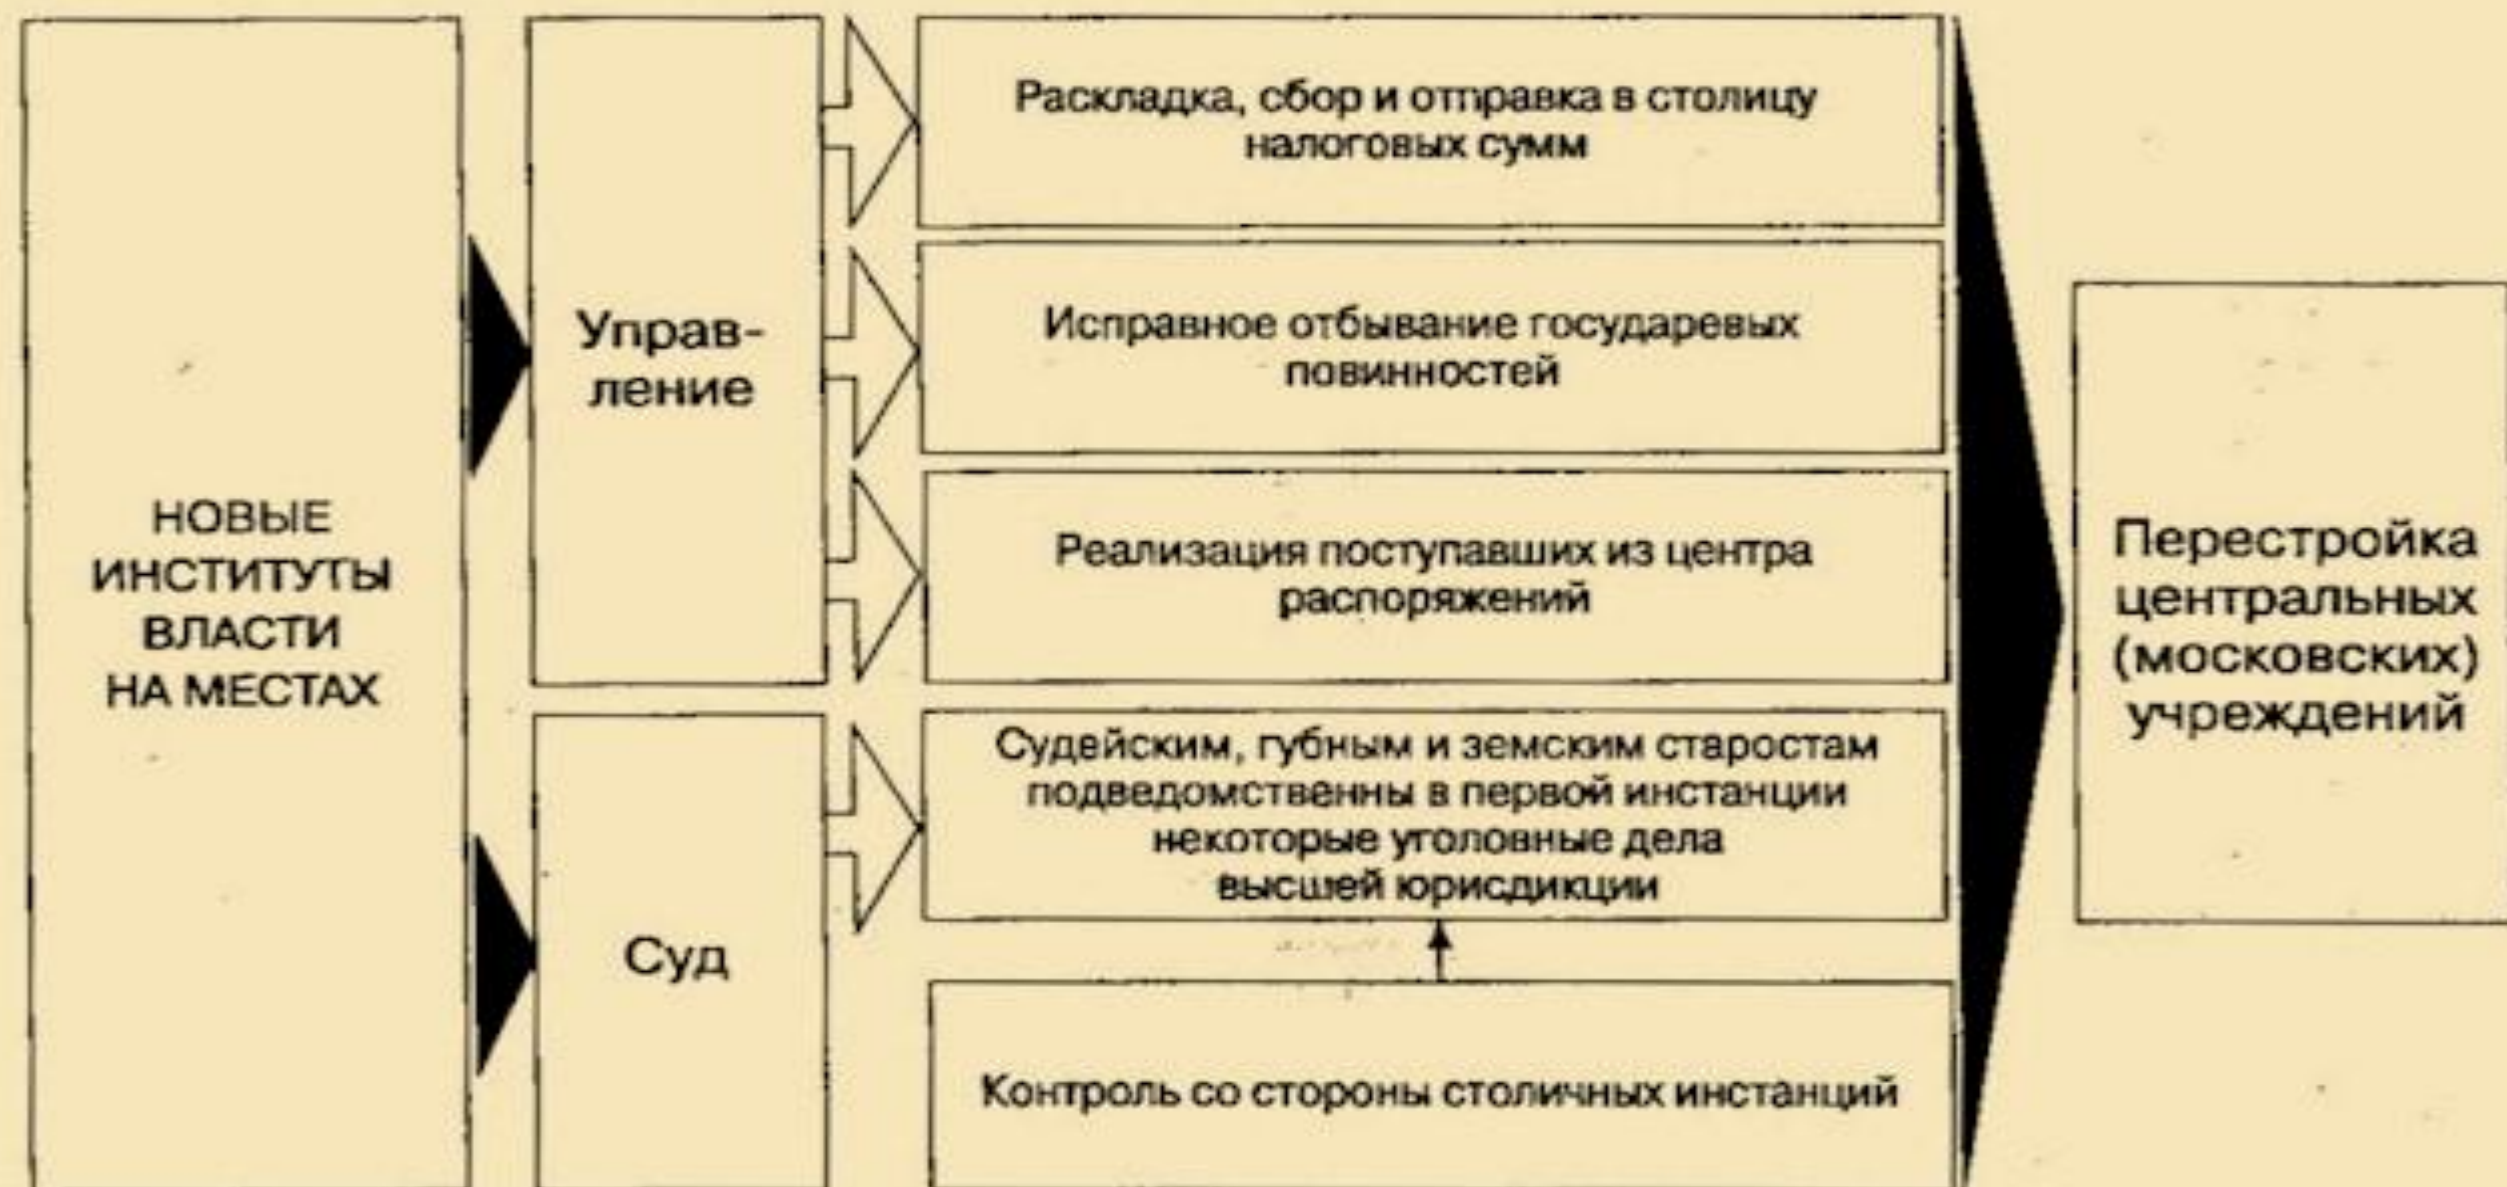 НОВЫЕ
ИНСТИТУТЫ
ВЛАСТИ
НА МЕСТАХ
Управ-
ление
Раскладка, сбор и отправка в столицу
налоговых сумм
Исправное отбывание государевых
повинностей
Реализация поступавших из центра
распоряжений
Суд
Судейским, губным и земским старостам
подведомственны в первой инстанции
некоторые уголовные дела
высшей юрисдикции
Контроль со стороны столичных инстанций
Перестройка
центральных
(московских)
учреждений